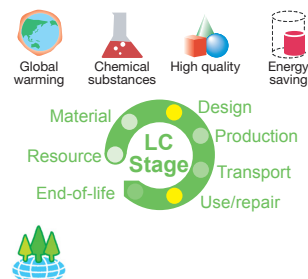 Global
warming
Chemical
substances
High quality
Energy
saving
Material
Design
Resource
LC
Stage
Production
Transport
End-of-life
Use/repair